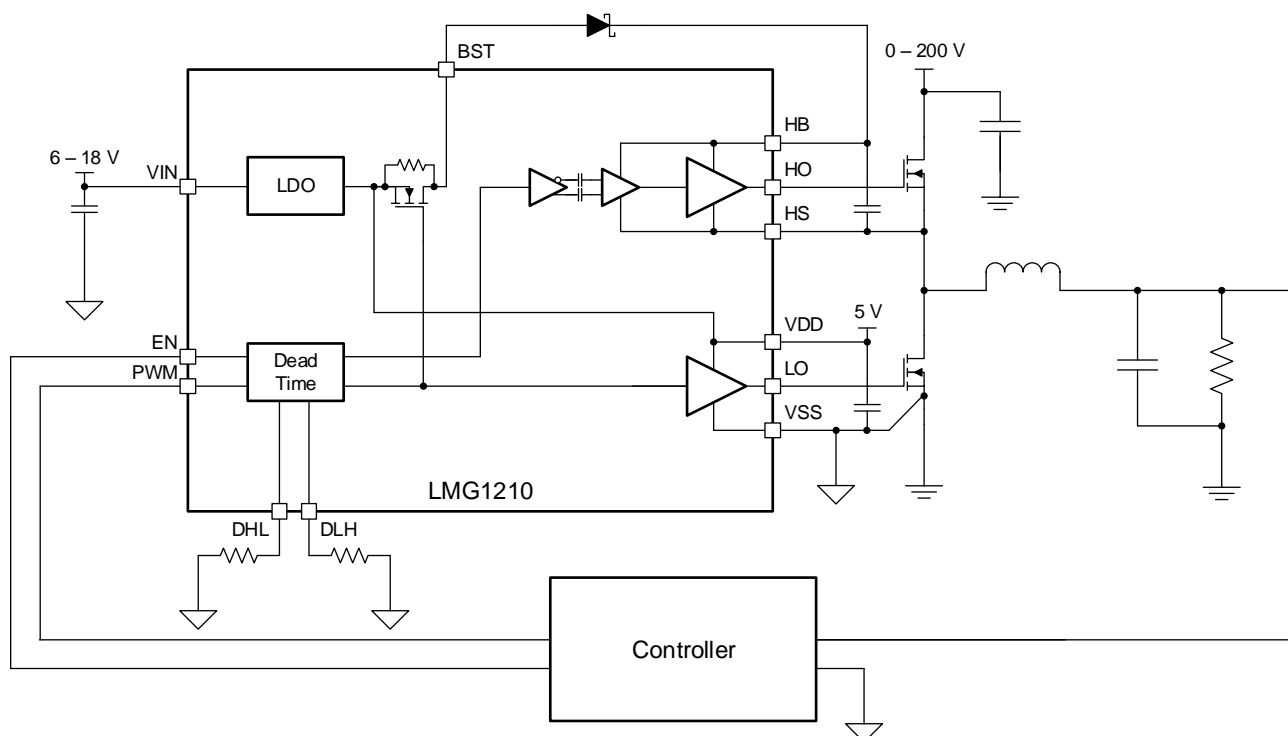 BST
0 – 200 V
HB
6 – 18 V
VIN
LDO
HO
HS
EN
PWM
Dead
Time
VDD
5 V
LO
VSS
LMG1210
DHL
DLH
Controller